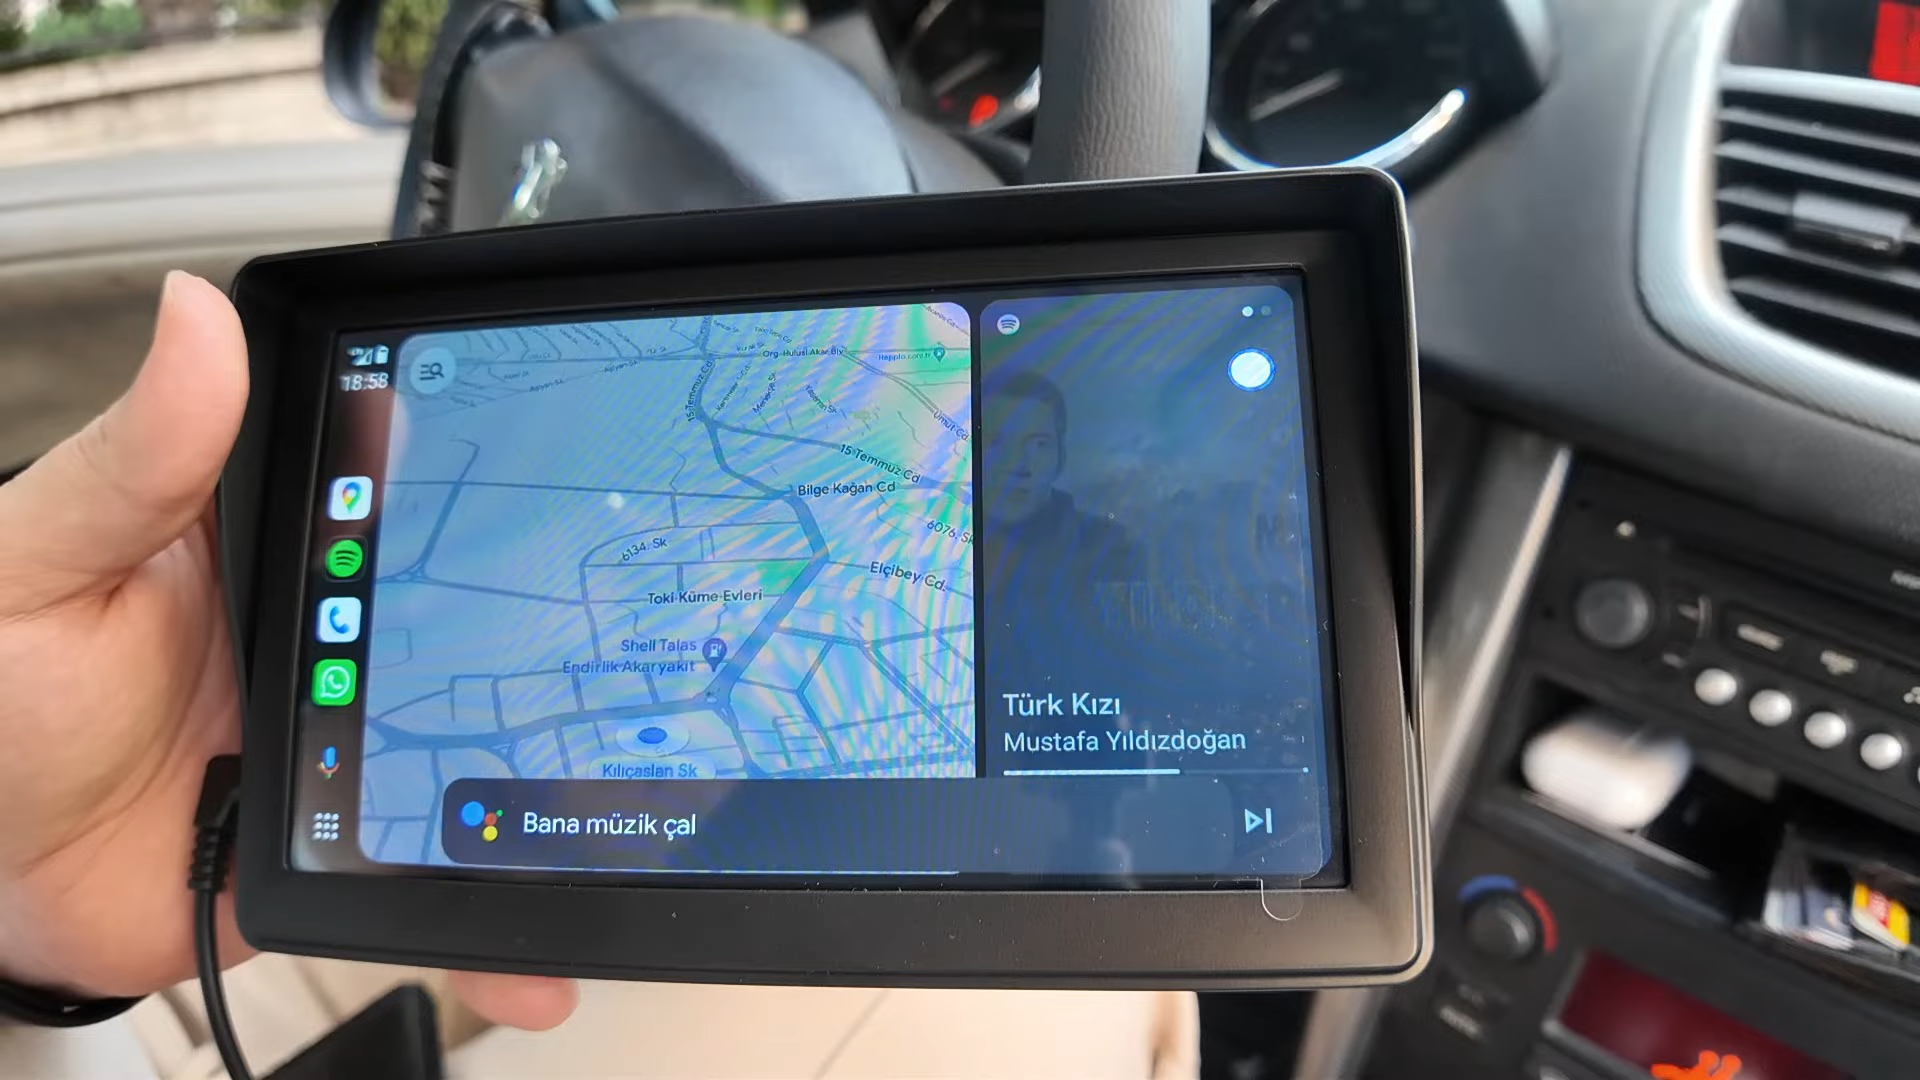 18:58
Org-Hulusi Akar Blv
15 Temmuz Cd
Ümut Cd
15 Temmuz Cd
Bilge Kağan Cd
6076. Sk
6134. Sk
Elçibey Cd.
Toki Küme Evleri
Shell Talas
Endirlik Akaryakıt
Kılıçaslan Sk
Türk Kızı
Mustafa Yıldızdoğan
Bana müzik çal